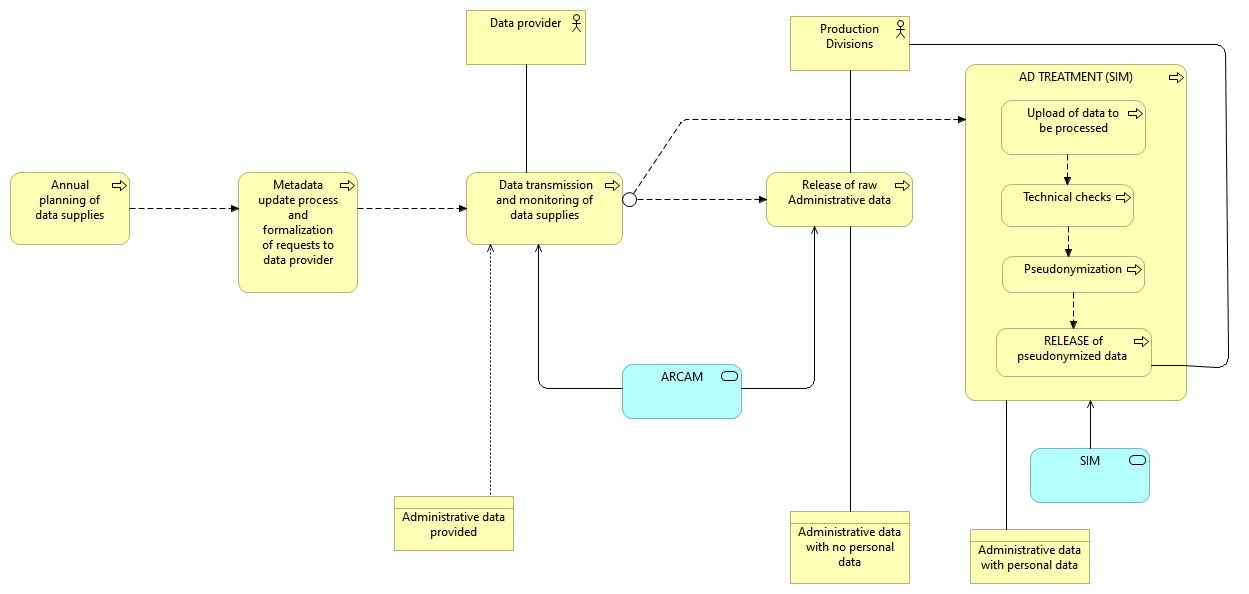 Data provider
Production
Divisions
AD TREATMENT (SIM)
Upload of data to
be processed
Annual
planning of
data supplies
Metadata
update process
and
formalization
of requests to
data provider
Data transmission
and monitoring of
data supplies
Release of raw
Administrative data
Technical checks
Pseudonymization
RELEASE of
pseudonymized data
ARCAM
SIM
Administrative data
provided
Administrative data
with no personal
data
Administrative data
with personal data